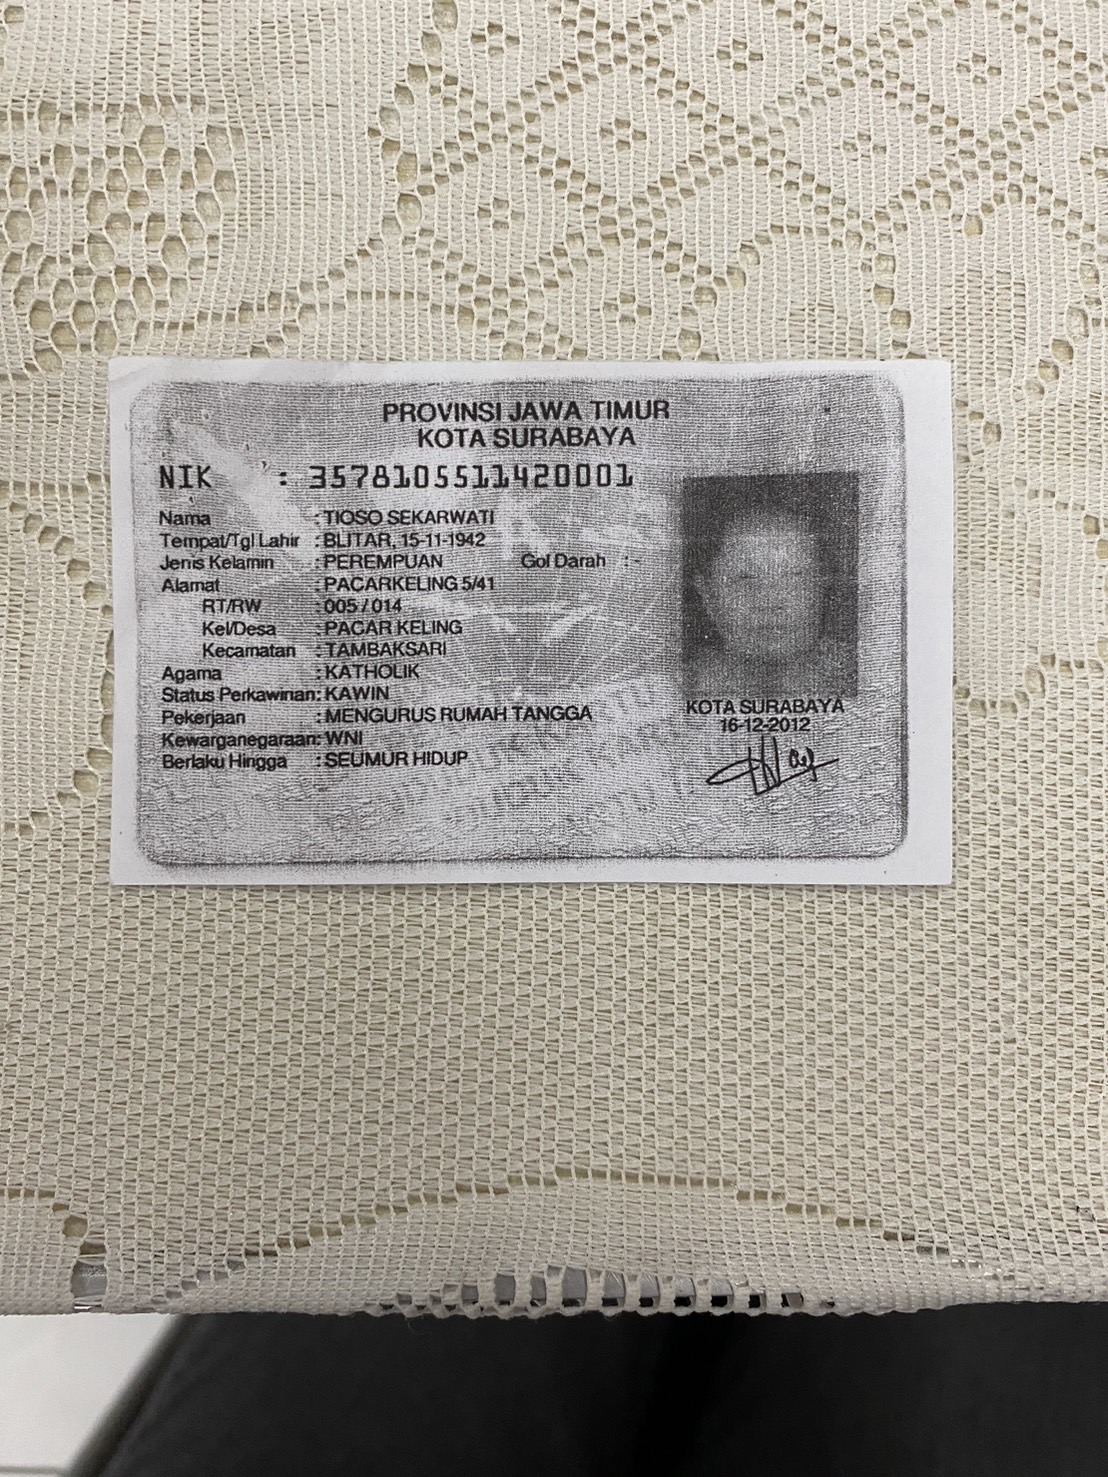 PROVINSI JAWA TIMUR
KOTA SURABAYA
NIK : 3578105511420001
Nama : TIOSO SEKARWATI
Tempat/Tgl Lahir : BLITAR, 15-11-1942
Jenis Kelamin : PEREMPUAN Gol Darah : -
Alamat : PACARKELING 5/41
RT/RW : 005 / 014
Kel/Desa : PACAR KELING
Kecamatan : TAMBAKSARI
Agama : KATHOLIK
Status Perkawinan: KAWIN
Pekerjaan : MENGURUS RUMAH TANGGA
Kewarganegaraan: WNI
Berlaku Hingga : SEUMUR HIDUP
KOTA SURABAYA
16-12-2012